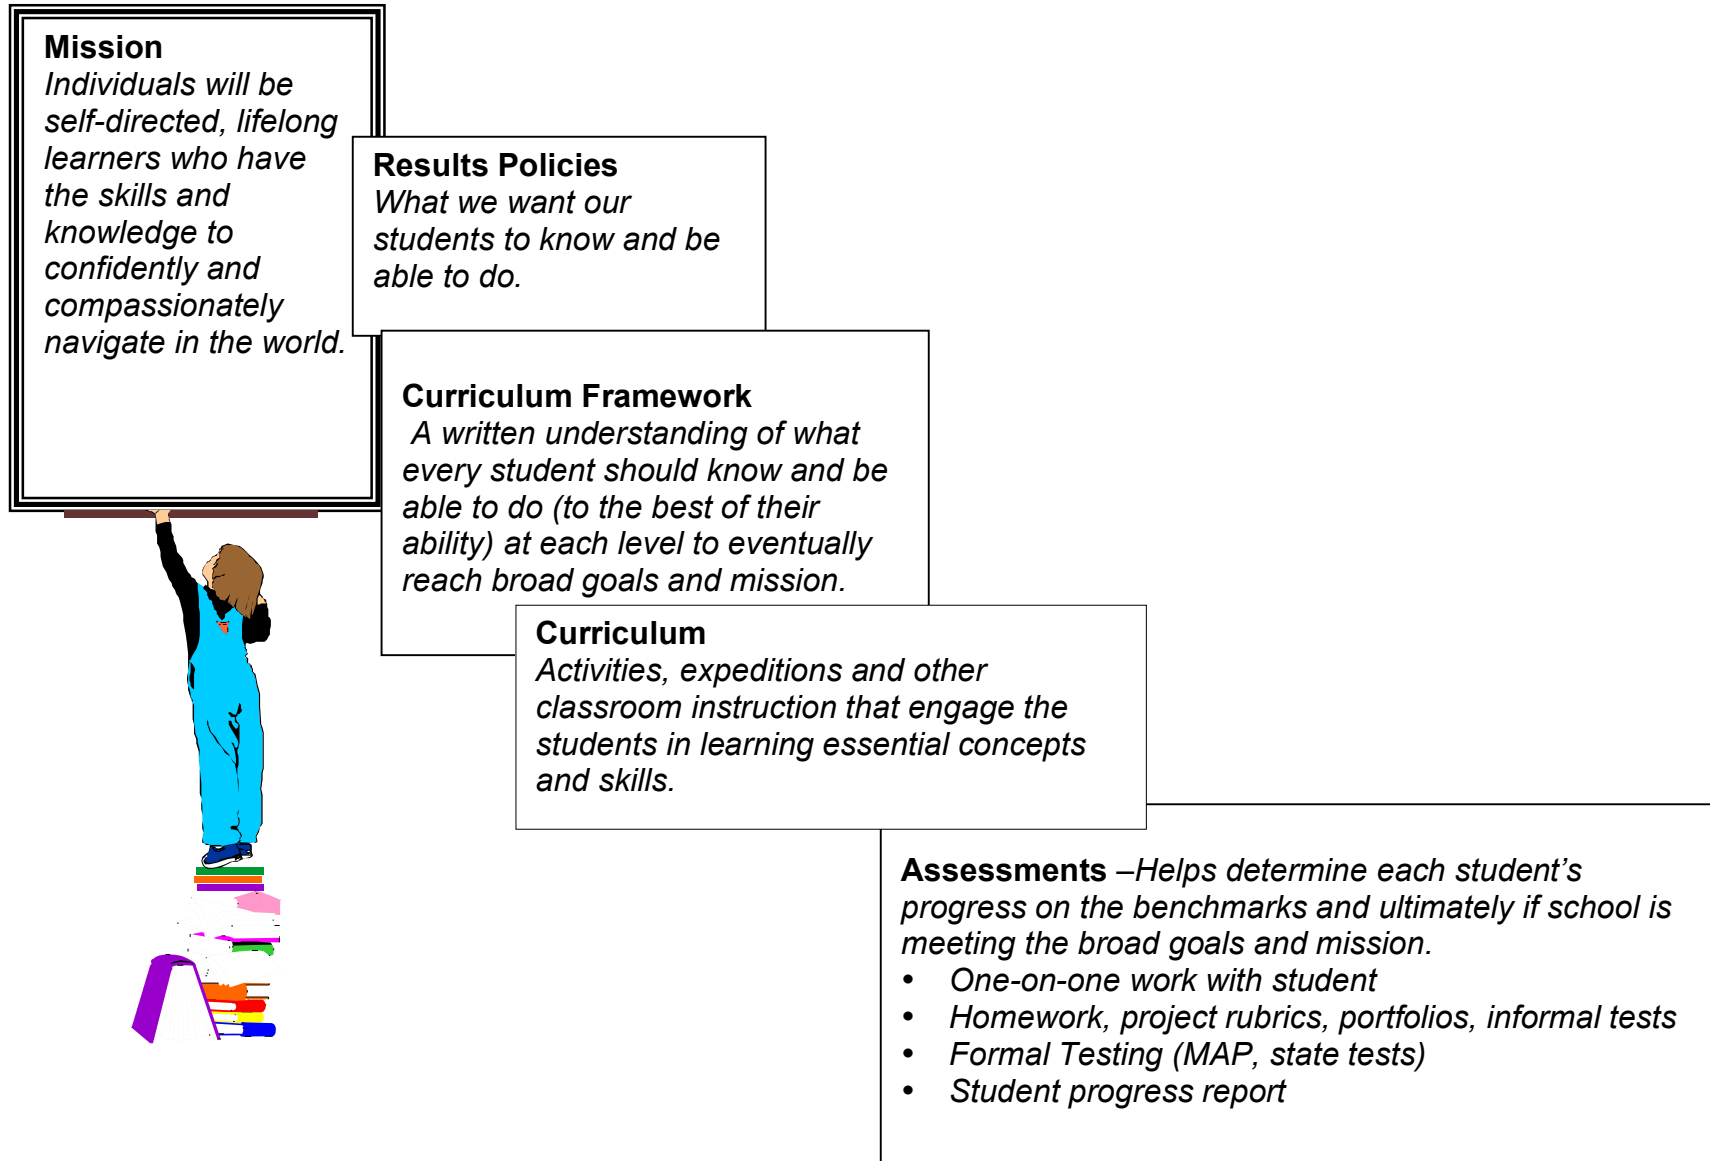 Mission
Individuals will be
self-directed, lifelong
learners who have
the skills and
knowledge to
confidently and
compassionately
navigate in the world.
Results Policies
What we want our
students to know and be
able to do.
Curriculum Framework
A written understanding of what
every student should know and be
able to do (to the best of their
ability) at each level to eventually
reach broad goals and mission.
Curriculum
Activities, expeditions and other
classroom instruction that engage the
students in learning essential concepts
and skills.
Assessments –Helps determine each student’s
progress on the benchmarks and ultimately if school is
meeting the broad goals and mission.
• One-on-one work with student
• Homework, project rubrics, portfolios, informal tests
• Formal Testing (MAP, state tests)
• Student progress report